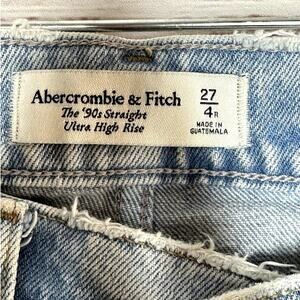 Abercrombie & Fitch
The '90s Straight
Ultra High Rise
27
4R
MADE IN
GUATEMALA